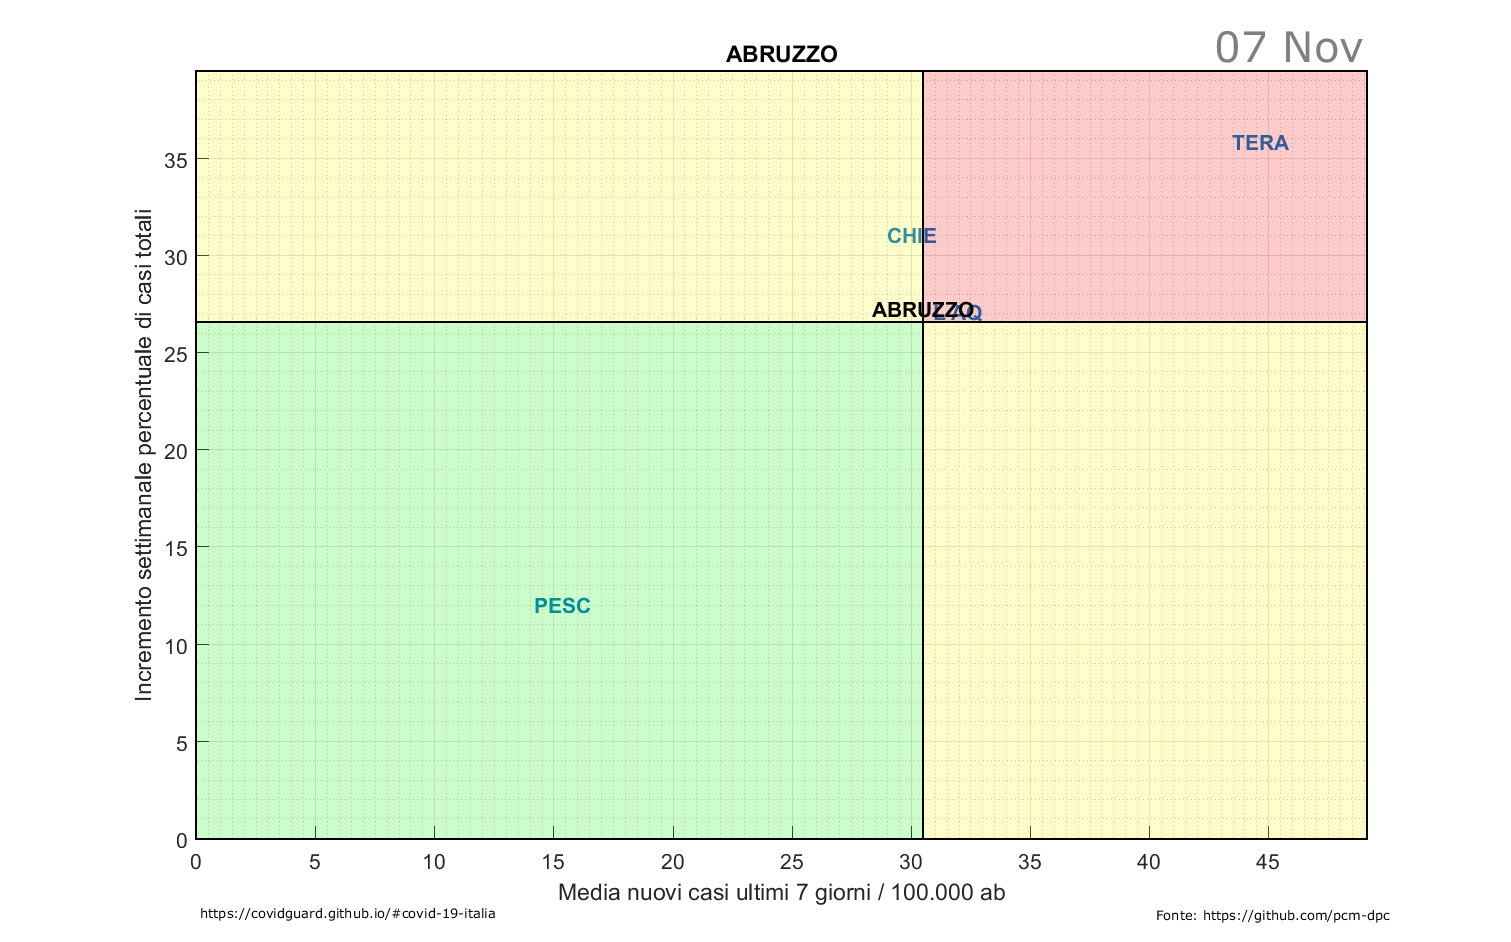 07 Nov
ABRUZZO
Incremento settimanale percentuale di casi totali
35
30
25
20
15
10
5
0
TERA
CHIE
ABRUZZO
L'AQ
PESC
0 5 10 15 20 25 30 35 40 45
Media nuovi casi ultimi 7 giorni / 100.000 ab
https://covidguard.github.io/#covid-19-italia
Fonte: https://github.com/pcm-dpc